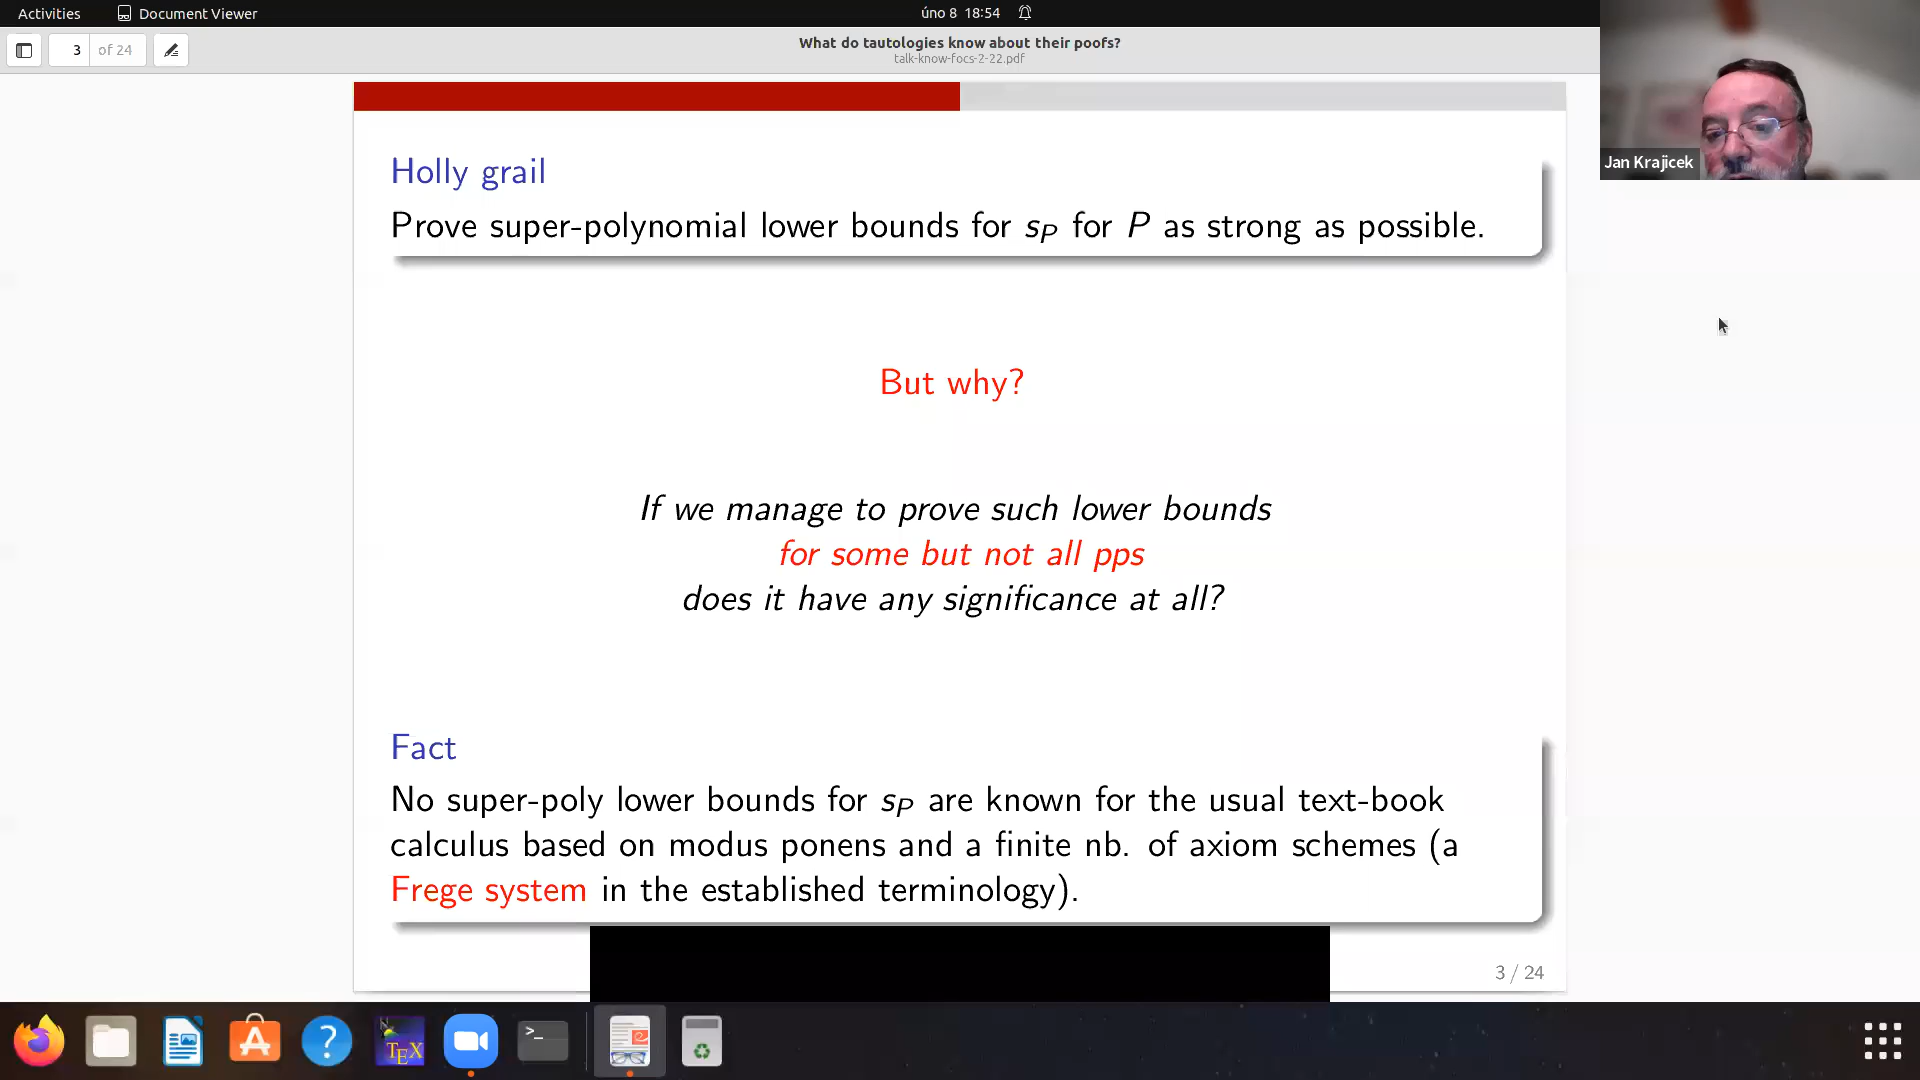 Activities
Document Viewer
úno 8 18:54
3 of 24
What do tautologies know about their poofs?
talk-know-focs-2-22.pdf
Jan Krajicek
Holly grail
Prove super-polynomial lower bounds for s_P for P as strong as possible.
But why?
If we manage to prove such lower bounds
for some but not all pps
does it have any significance at all?
Fact
No super-poly lower bounds for s_P are known for the usual text-book
calculus based on modus ponens and a finite nb. of axiom schemes (a
Frege system in the established terminology).
3 / 24
?
TEX
>_